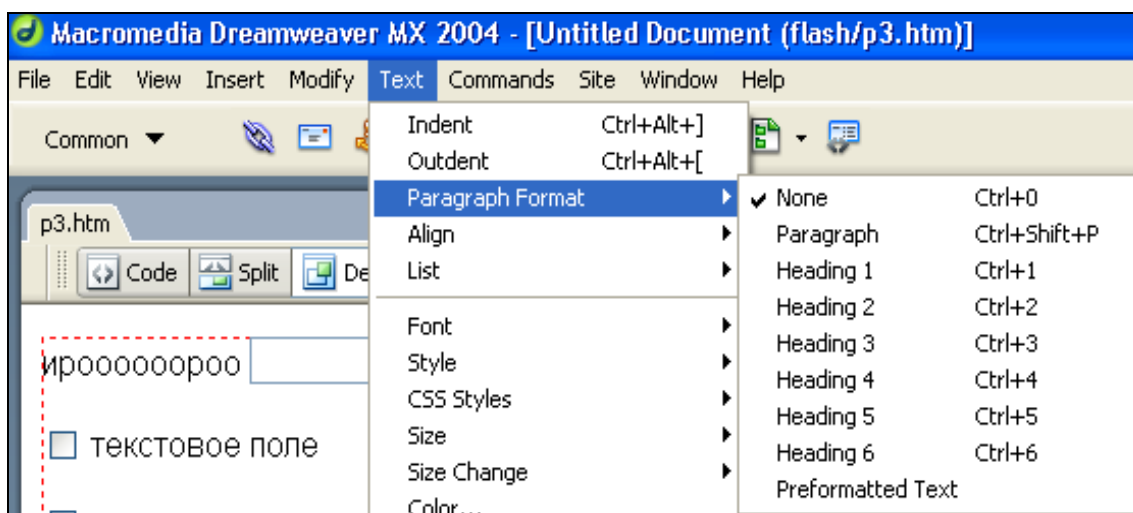 Macromedia Dreamweaver MX 2004 - [Untitled Document (flash/p3.htm)]
File Edit View Insert Modify Text Commands Site Window Help
Common
Indent Ctrl+Alt+]
Outdent Ctrl+Alt+[
Paragraph Format
Align
List
Font
Style
CSS Styles
Size
Size Change
Color...
None Ctrl+0
Paragraph Ctrl+Shift+P
Heading 1 Ctrl+1
Heading 2 Ctrl+2
Heading 3 Ctrl+3
Heading 4 Ctrl+4
Heading 5 Ctrl+5
Heading 6 Ctrl+6
Preformatted Text
p3.htm
Code Split De
ироооооороо
текстовое поле